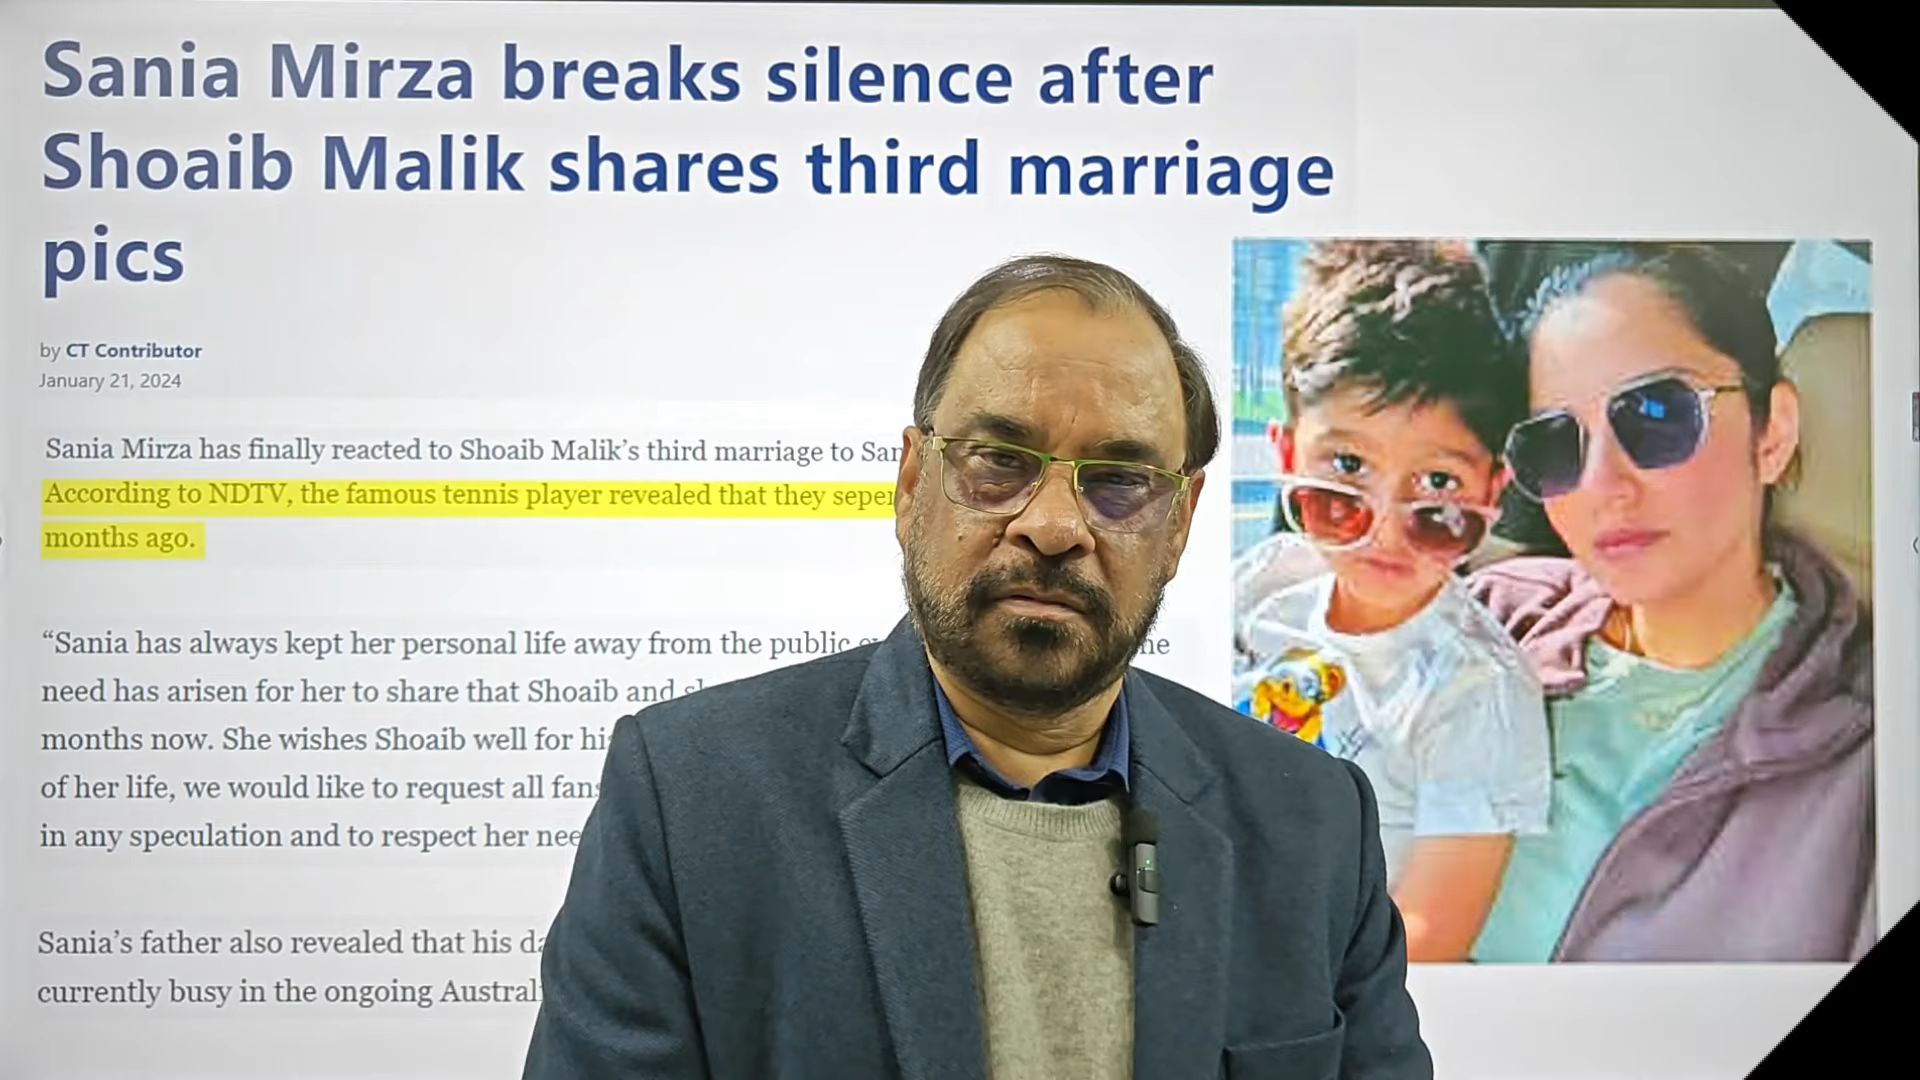 Sania Mirza breaks silence after
Shoaib Malik shares third marriage
pics
by CT Contributor
January 21, 2024
Sania Mirza has finally reacted to Shoaib Malik’s third marriage to
According to NDTV, the famous tennis player revealed that they
months ago.
“Sania has always kept her personal life away from the public
need has arisen for her to share that Shoaib and
months now. She wishes Shoaib well for
of her life, we would like to request all
in any speculation and to respect her
Sania’s father also revealed that his
currently busy in the ongoing